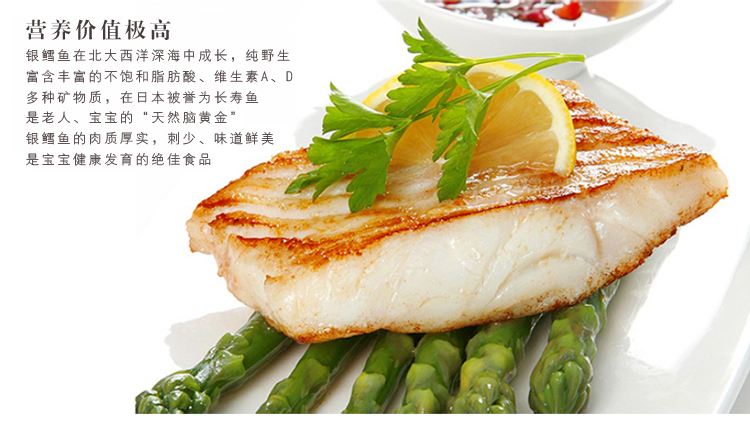 营养价值极高
银鳕鱼在北大西洋深海中成长，纯野生
富含丰富的不饱和脂肪酸、维生素A、D
多种矿物质，在日本被誉为长寿鱼
是老人、宝宝的“天然脑黄金”
银鳕鱼的肉质厚实，刺少、味道鲜美
是宝宝健康发育的绝佳食品